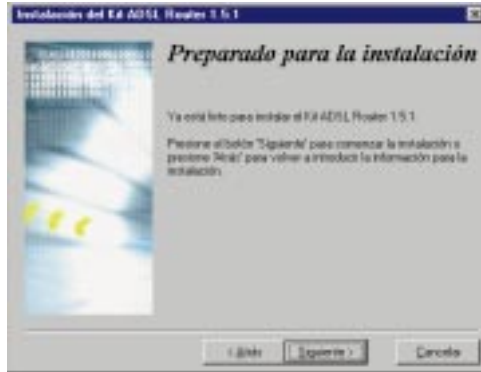 Instalación del Kit ADSL Router 1.5.1
Preparado para la instalación
Ya está listo para instalar el Kit ADSL Router 1.5.1.
Presione el botón "Siguiente" para comenzar la instalación o
presione "Atrás" para volver a introducir la información para la
instalación.
< Atrás
Siguiente >
Cancelar